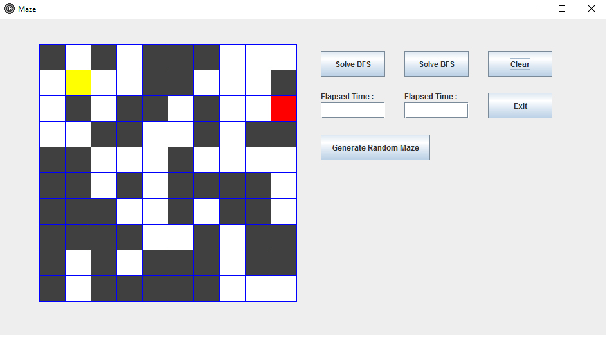 Maze
Solve DFS
Solve DFS
Clear
Elapsed Time :
Elapsed Time :
Exit
Generate Random Maze